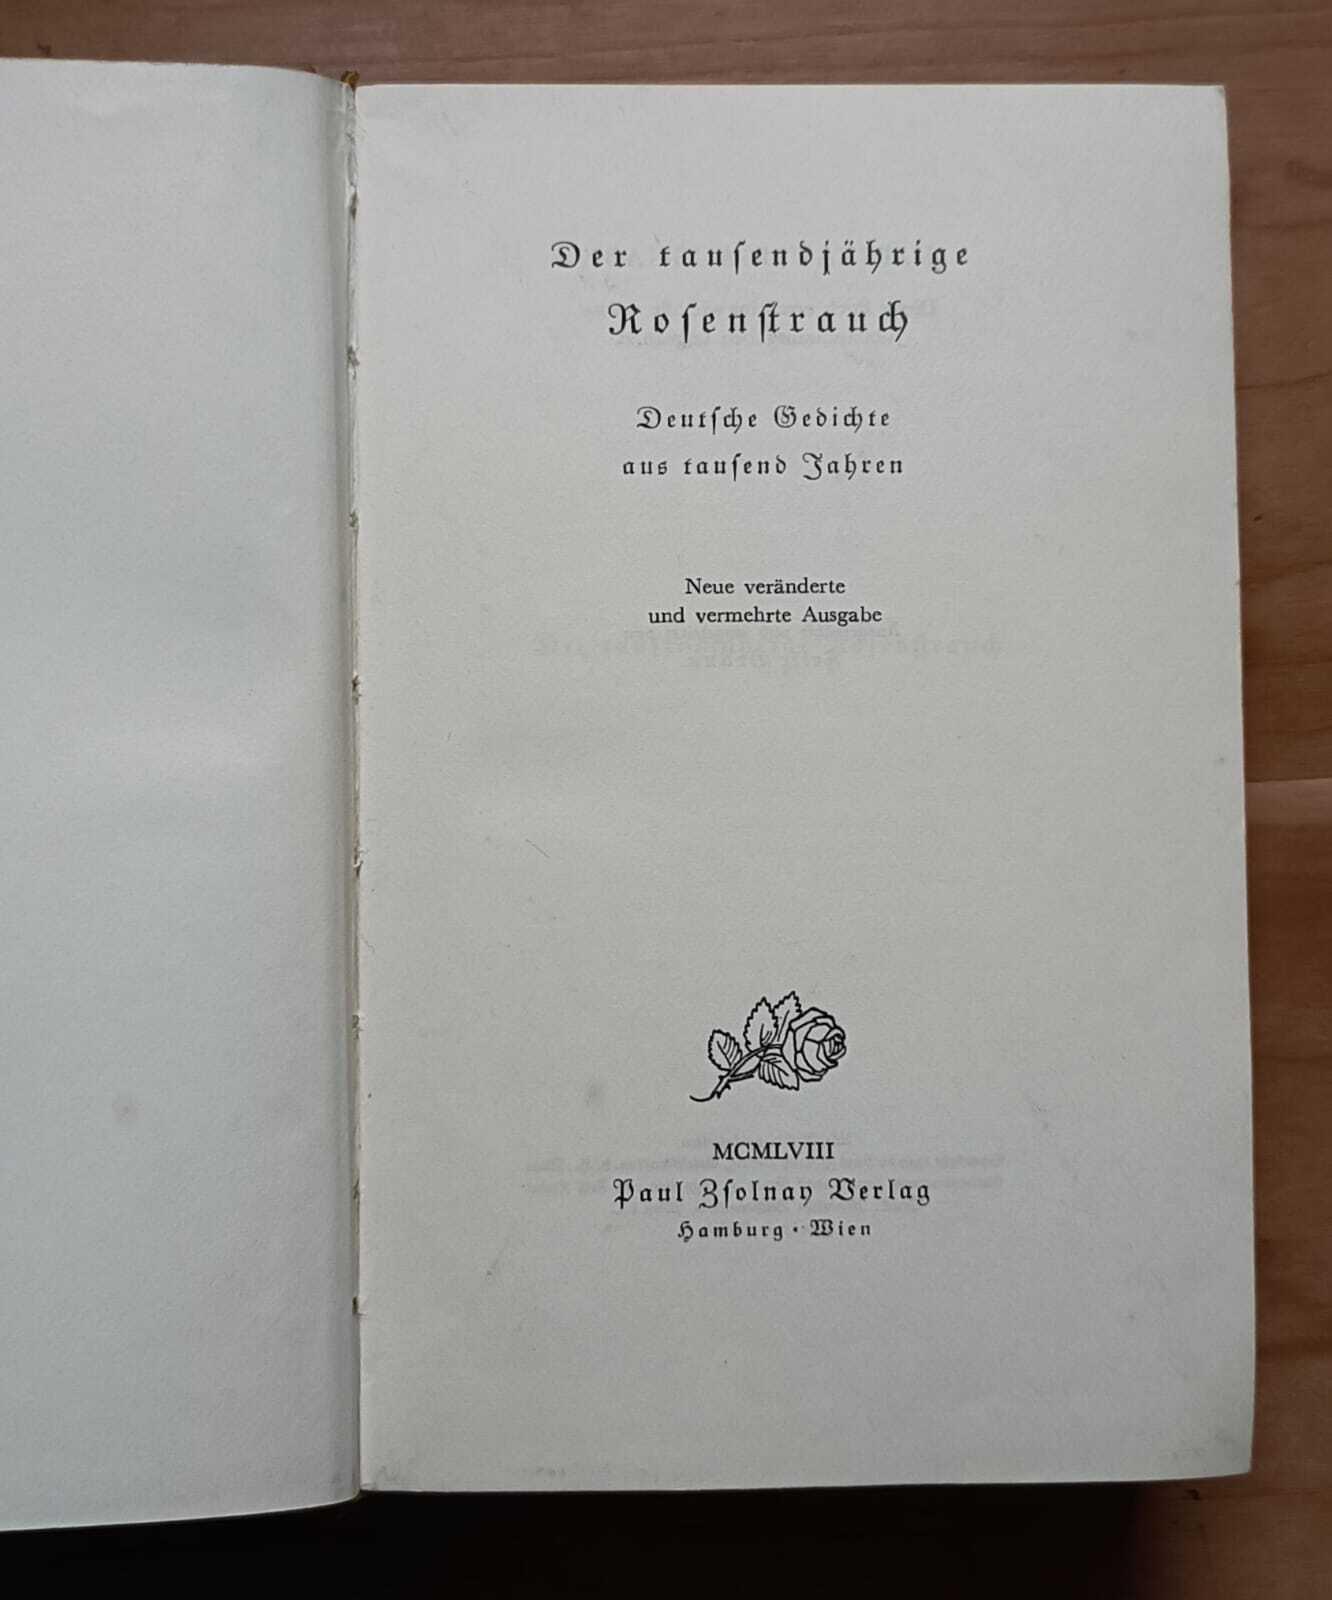 Der tauſendjährige
Roſenſtrauch
Deutſche Gedichte
aus tauſend Jahren
Neue veränderte
und vermehrte Ausgabe
MCMLVIII
Paul Zſolnay Verlag
Hamburg · Wien